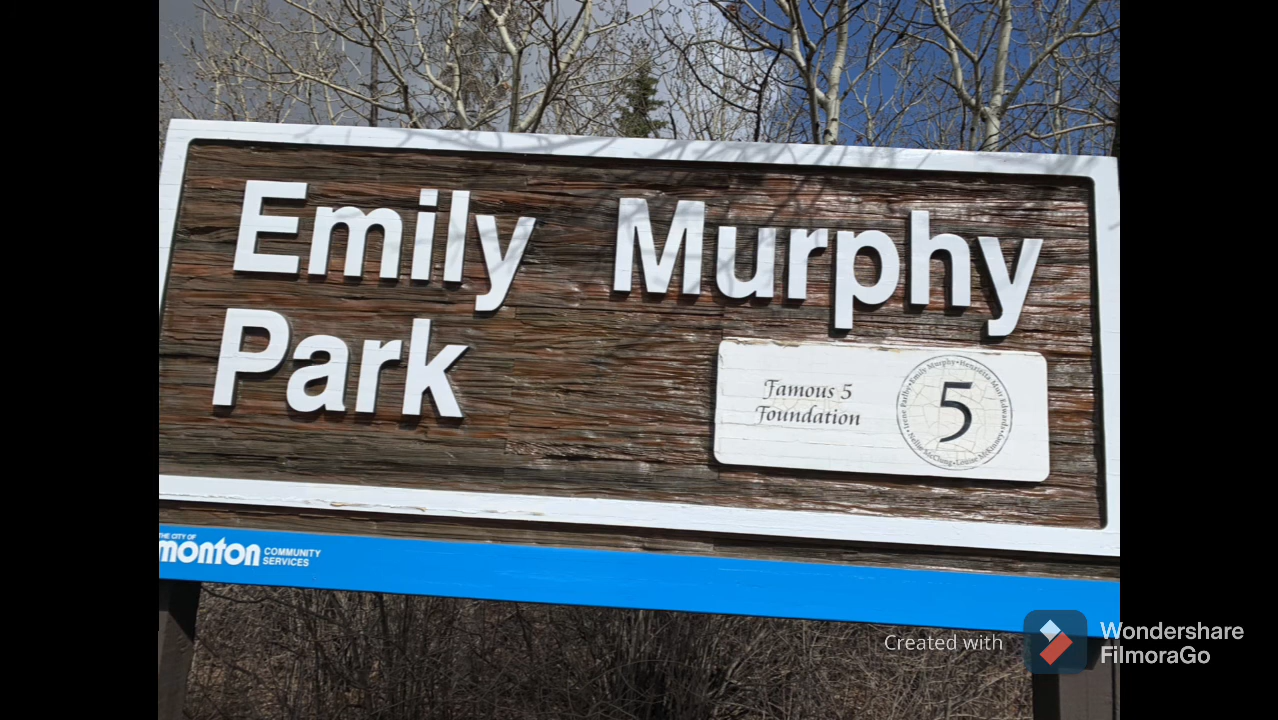 Emily Murphy
Park
Famous 5
Foundation
•Emily Murphy•Henrietta Muir Edwards•Louise McKinney•Nellie McClung•Irene Parlby
5
THE CITY OF
monton
COMMUNITY
SERVICES
Created with
Wondershare
FilmoraGo